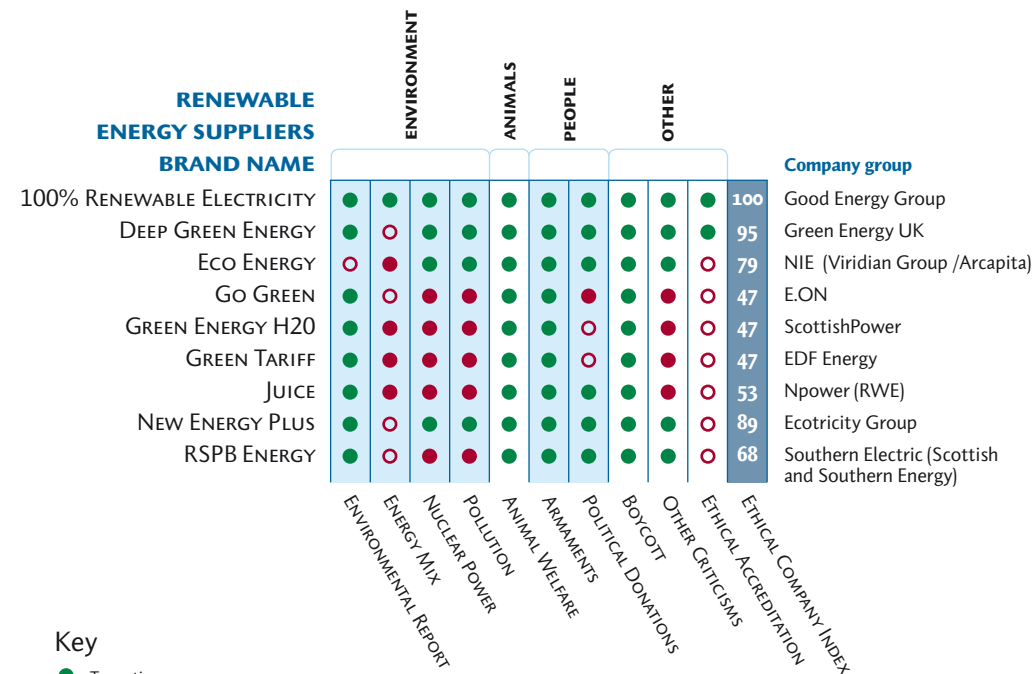 ENVIRONMENT
ANIMALS
PEOPLE
OTHER
RENEWABLE
ENERGY SUPPLIERS
BRAND NAME
Company group
100% RENEWABLE ELECTRICITY 100 Good Energy Group
DEEP GREEN ENERGY 95 Green Energy UK
ECO ENERGY 79 NIE (Viridian Group /Arcapita)
GO GREEN 47 E.ON
GREEN ENERGY H20 47 ScottishPower
GREEN TARIFF 47 EDF Energy
JUICE 53 Npower (RWE)
NEW ENERGY PLUS 89 Ecotricity Group
RSPB ENERGY 68 Southern Electric (Scottish
and Southern Energy)
ENVIRONMENTAL REPORT
ENERGY MIX
NUCLEAR POWER
POLLUTION
ANIMAL WELFARE
ARMAMENTS
POLITICAL DONATIONS
BOYCOTT
OTHER CRITICISMS
ETHICAL ACCREDITATION
ETHICAL COMPANY INDEX
Key